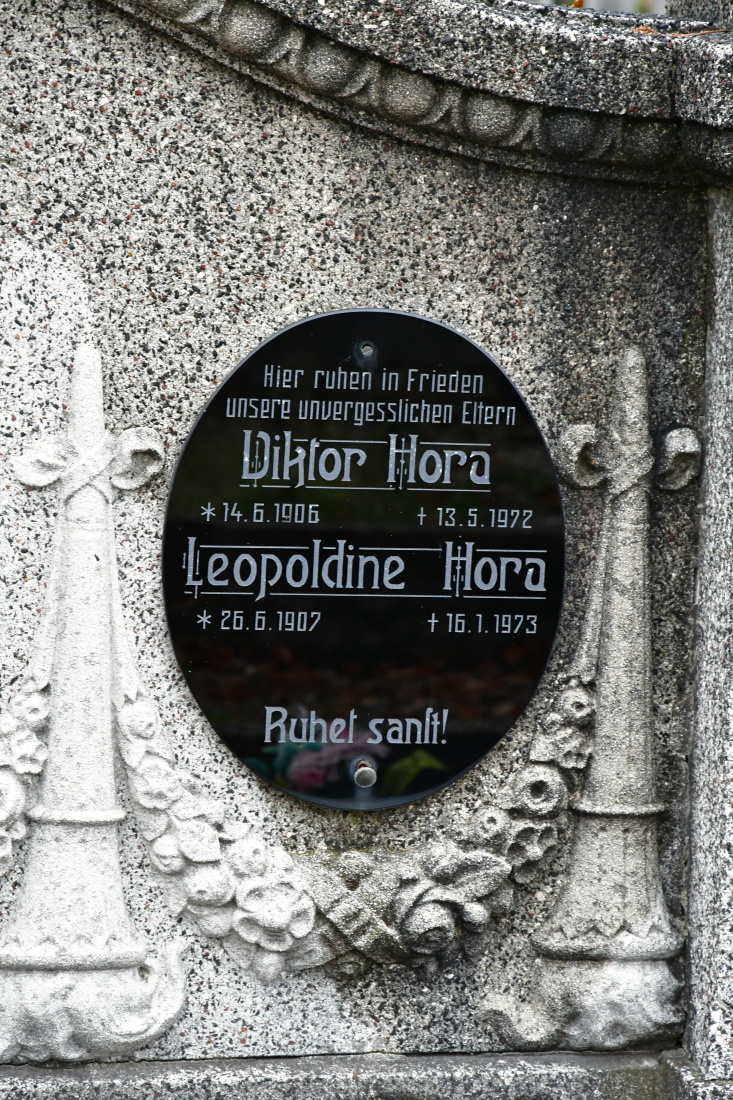 Hier ruhen in Frieden
unsere unvergesslichen Eltern
Viktor Hora
* 14.6.1906 † 13.5.1972
Leopoldine Hora
* 26.6.1907 † 16.1.1973
Ruhet sanft!